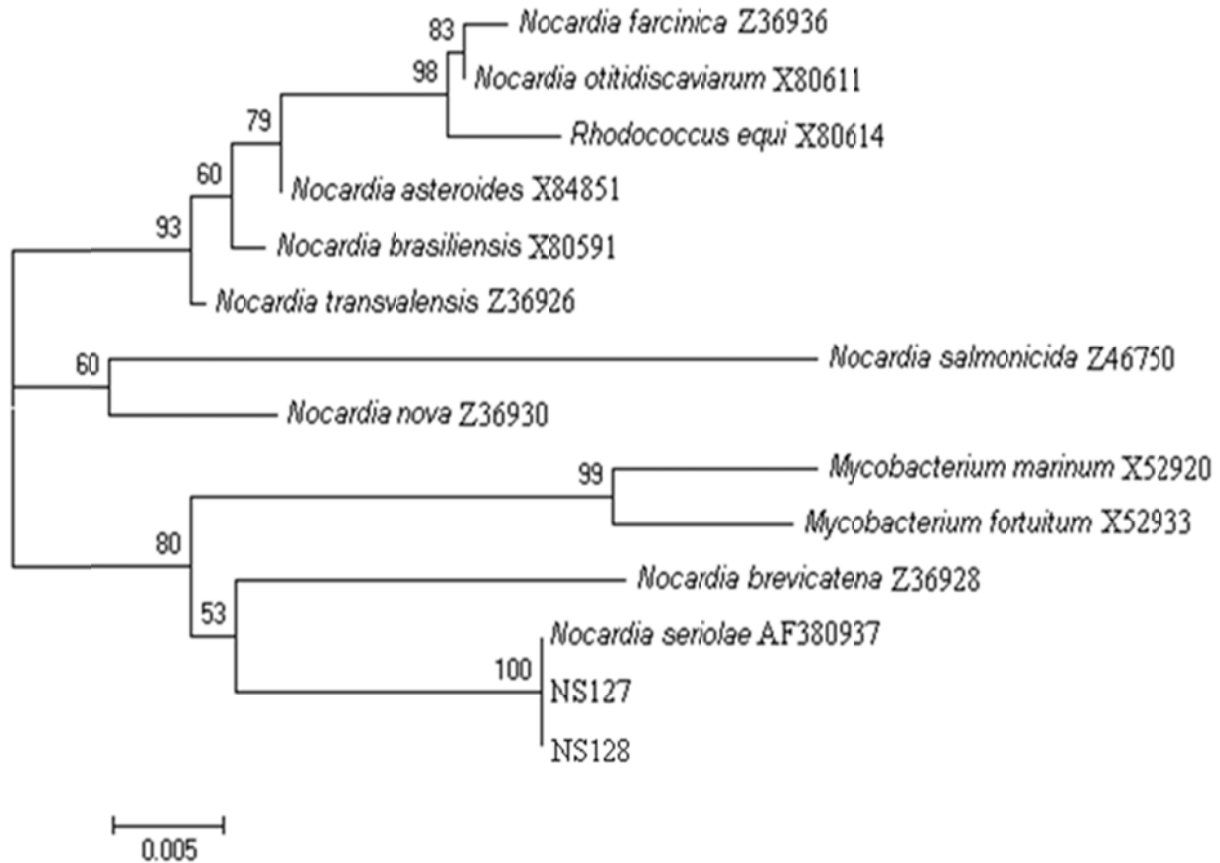 83
Nocardia farcinica Z36936
98
Nocardia otitidiscaviarum X80611
79
Rhodococcus equi X80614
60
Nocardia asteroides X84851
93
Nocardia brasiliensis X80591
Nocardia transvalensis Z36926
60
Nocardia salmonicida Z46750
Nocardia nova Z36930
99
Mycobacterium marinum X52920
Mycobacterium fortuitum X52933
80
Nocardia brevicatena Z36928
53
Nocardia seriolae AF380937
100
NS127
NS128
0.005